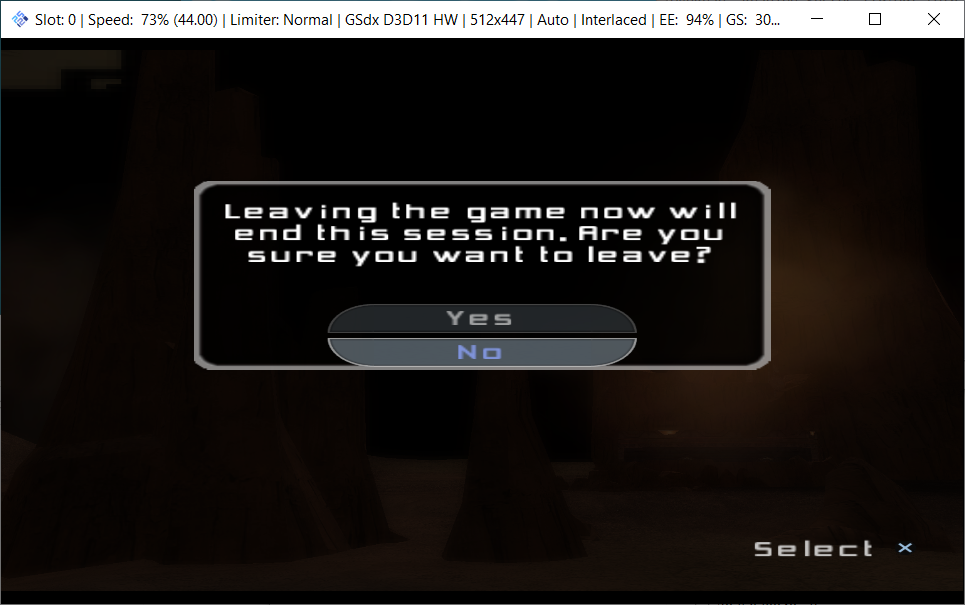 Slot: 0 | Speed: 73% (44.00) | Limiter: Normal | GSdx D3D11 HW | 512x447 | Auto | Interlaced | EE: 94% | GS: 30...
Leaving the game now will
end this session. Are you
sure you want to leave?
Yes
No
Select ×